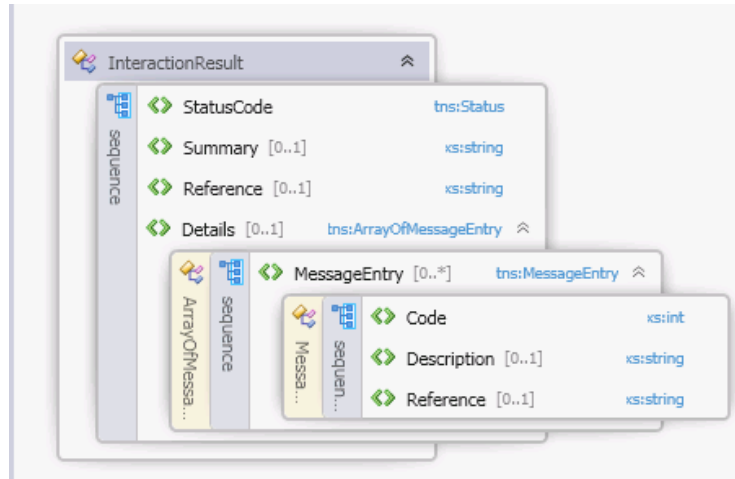 InteractionResult
sequence
StatusCode tns:Status
Summary [0..1] xs:string
Reference [0..1] xs:string
Details [0..1] tns:ArrayOfMessageEntry
ArrayOfMessa...
sequence
MessageEntry [0..*] tns:MessageEntry
Messa...
sequen...
Code xs:int
Description [0..1] xs:string
Reference [0..1] xs:string